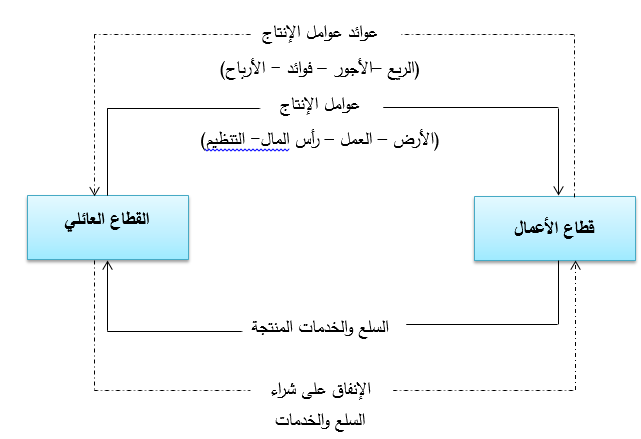 عوائد عوامل الإنتاج
(الريع –الأجور – فوائد – الأرباح)
عوامل الإنتاج
(الأرض – العمل – رأس المال– التنظيم)
قطاع الأعمال
القطاع العائلي
السلع والخدمات المنتجة
الإنفاق على شراء
السلع والخدمات